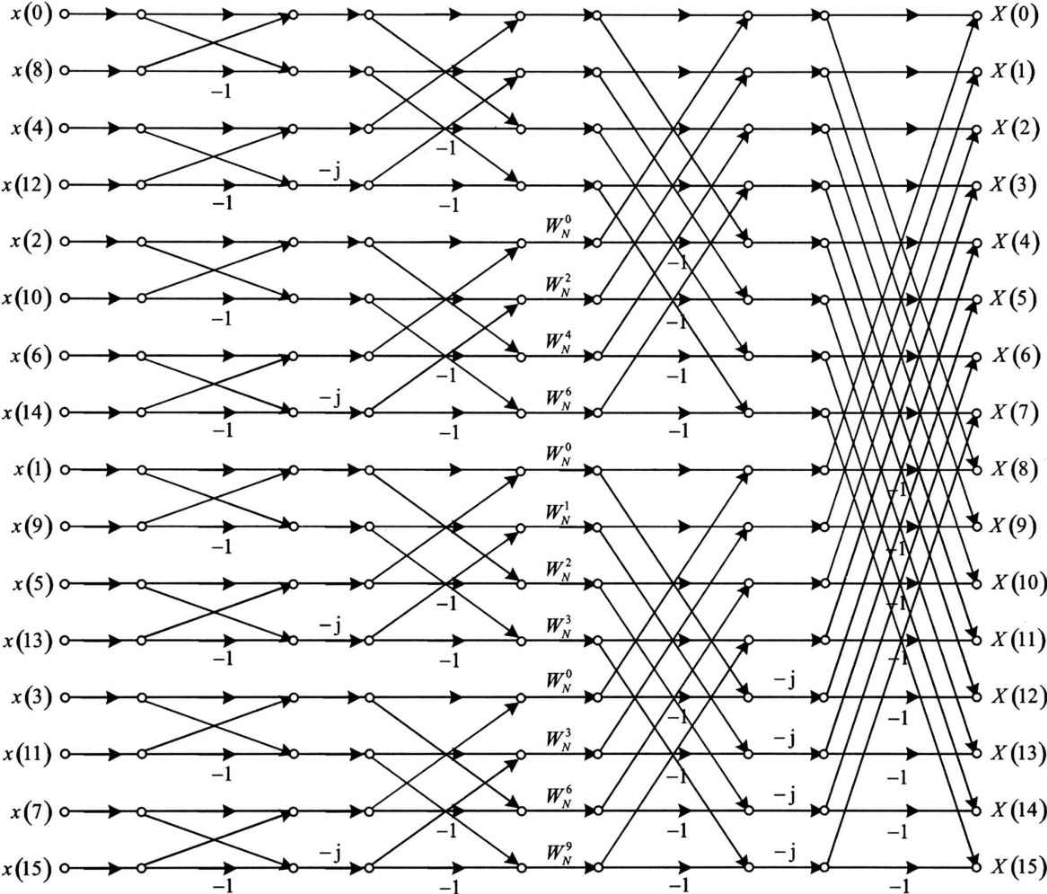 x(0) X(0)
x(8) X(1)
-1
x(4) X(2)
-1
x(12) -j X(3)
-1 -1
x(2) W_N^0 X(4)
-1
x(10) W_N^2 X(5)
-1 -1
x(6) W_N^4 X(6)
-1 -1
x(14) -j W_N^6 X(7)
-1 -1 -1
x(1) W_N^0 X(8)
-1
x(9) W_N^1 X(9)
-1 -1
x(5) W_N^2 X(10)
-1 -1
x(13) -j W_N^3 X(11)
-1 -1 -1
x(3) W_N^0 -j X(12)
-1 -1
x(11) W_N^3 -j X(13)
-1 -1 -1
x(7) W_N^6 -j X(14)
-1 -1 -1
x(15) -j W_N^9 -j X(15)
-1 -1 -1 -1